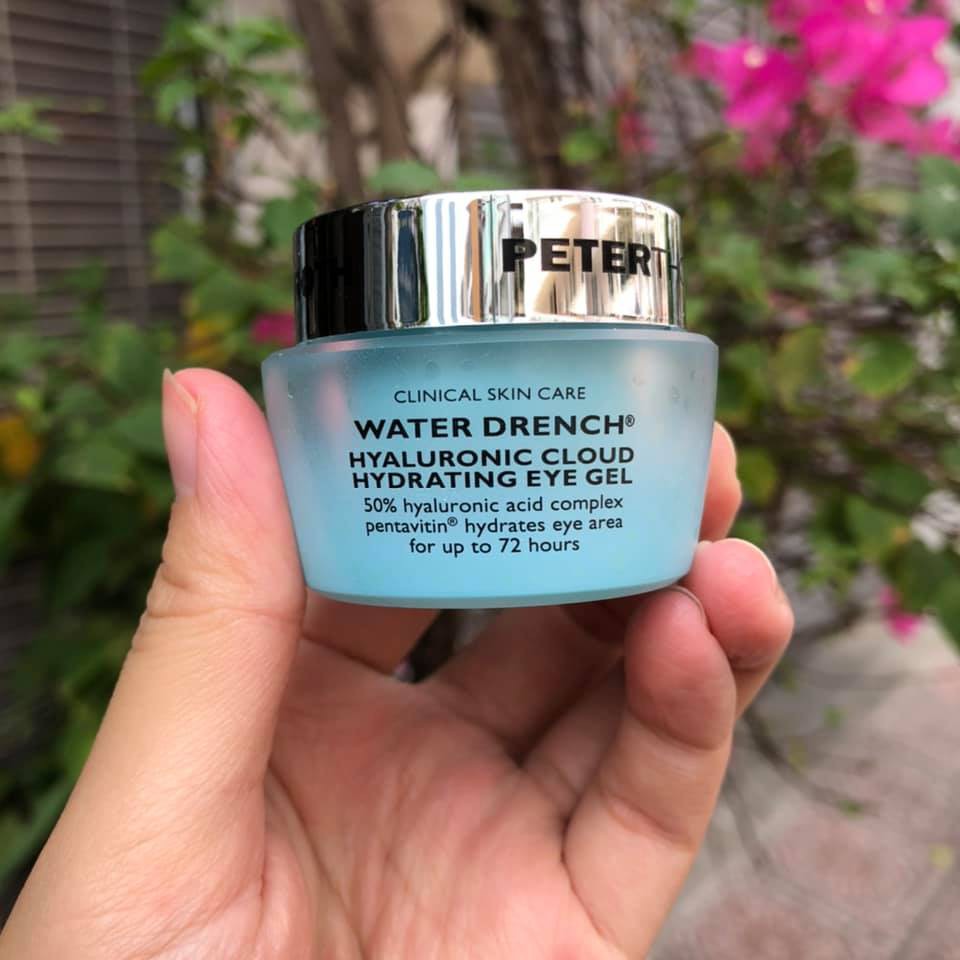 PETERTH
CLINICAL SKIN CARE
WATER DRENCH®
HYALURONIC CLOUD
HYDRATING EYE GEL
50% hyaluronic acid complex
pentavitin® hydrates eye area
for up to 72 hours